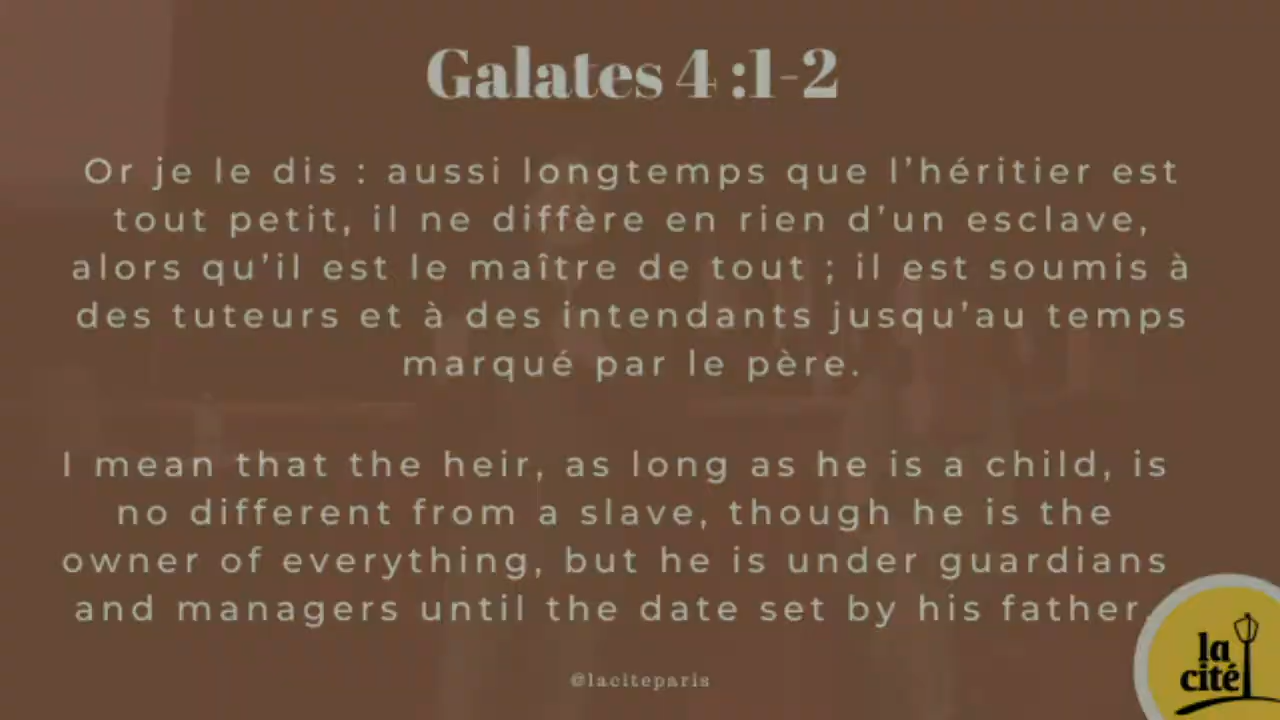 Galates 4 :1-2
Or je le dis : aussi longtemps que l’héritier est
tout petit, il ne diffère en rien d’un esclave,
alors qu’il est le maître de tout ; il est soumis à
des tuteurs et à des intendants jusqu’au temps
marqué par le père.
I mean that the heir, as long as he is a child, is
no different from a slave, though he is the
owner of everything, but he is under guardians
and managers until the date set by his father.
@laciteparis
la
cité